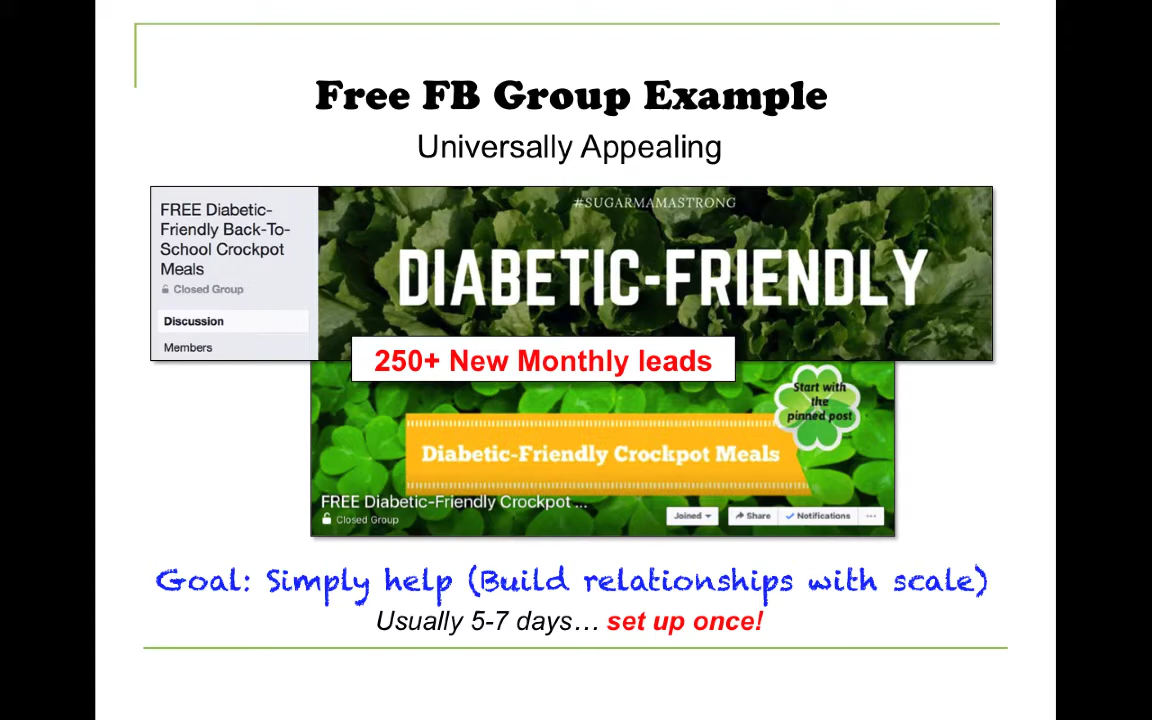 Free FB Group Example
Universally Appealing
FREE Diabetic-
Friendly Back-To-
School Crockpot
Meals
Closed Group
Discussion
Members
#SUGARMAMASTRONG
DIABETIC-FRIENDLY
250+ New Monthly leads
Start with
the
pinned post
Diabetic-Friendly Crockpot Meals
FREE Diabetic-Friendly Crockpot ...
Closed Group
Joined
Share
Notifications
...
Goal: Simply help (Build relationships with scale)
Usually 5-7 days... set up once!